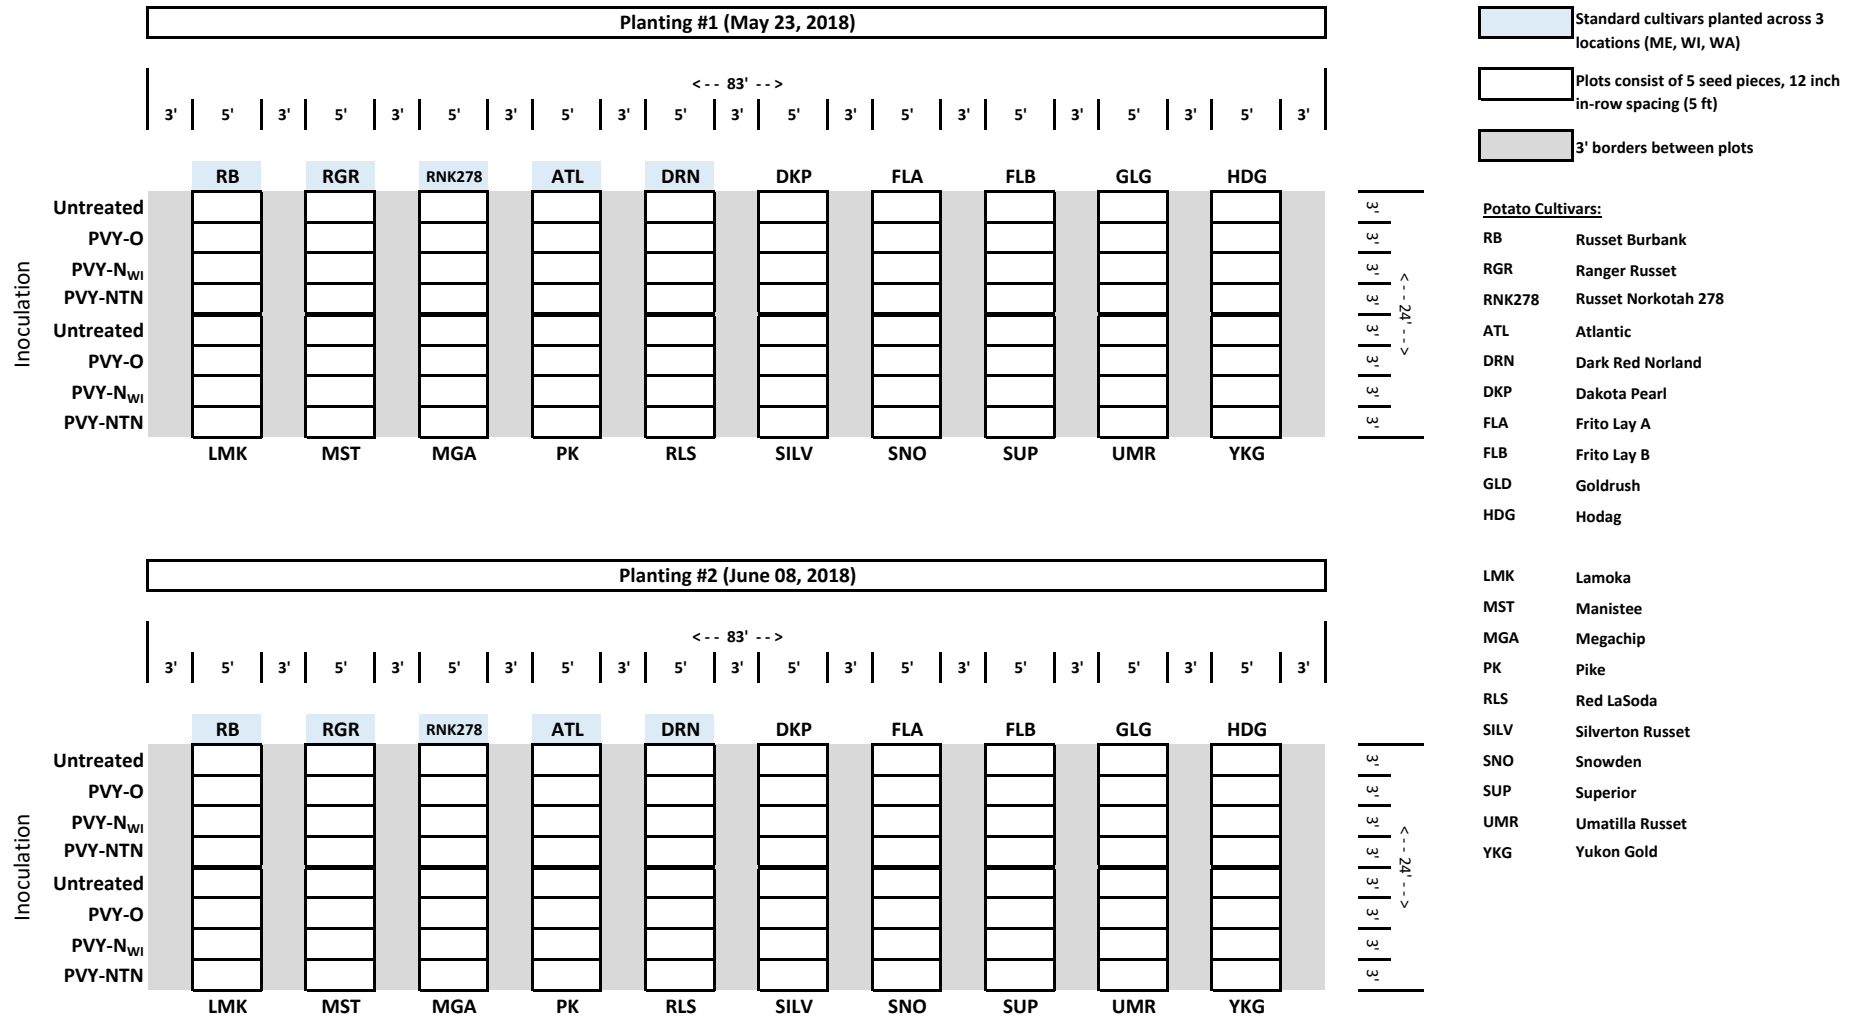 Planting #1 (May 23, 2018)
< - - 83' - - >
3' 5' 3' 5' 3' 5' 3' 5' 3' 5' 3' 5' 3' 5' 3' 5' 3' 5' 3' 5' 3'
RB RGR RNK278 ATL DRN DKP FLA FLB GLG HDG
Inoculation
Untreated 3'
PVY-O 3'
PVY-NWI 3'
PVY-NTN 3'
Untreated 3'
PVY-O 3'
PVY-NWI 3'
PVY-NTN 3'
< - - 24' - - >
LMK MST MGA PK RLS SILV SNO SUP UMR YKG
Planting #2 (June 08, 2018)
< - - 83' - - >
3' 5' 3' 5' 3' 5' 3' 5' 3' 5' 3' 5' 3' 5' 3' 5' 3' 5' 3' 5' 3'
RB RGR RNK278 ATL DRN DKP FLA FLB GLG HDG
Inoculation
Untreated 3'
PVY-O 3'
PVY-NWI 3'
PVY-NTN 3'
Untreated 3'
PVY-O 3'
PVY-NWI 3'
PVY-NTN 3'
< - - 24' - - >
LMK MST MGA PK RLS SILV SNO SUP UMR YKG
Standard cultivars planted across 3
locations (ME, WI, WA)
Plots consist of 5 seed pieces, 12 inch
in-row spacing (5 ft)
3' borders between plots
Potato Cultivars:
RB Russet Burbank
RGR Ranger Russet
RNK278 Russet Norkotah 278
ATL Atlantic
DRN Dark Red Norland
DKP Dakota Pearl
FLA Frito Lay A
FLB Frito Lay B
GLD Goldrush
HDG Hodag
LMK Lamoka
MST Manistee
MGA Megachip
PK Pike
RLS Red LaSoda
SILV Silverton Russet
SNO Snowden
SUP Superior
UMR Umatilla Russet
YKG Yukon Gold